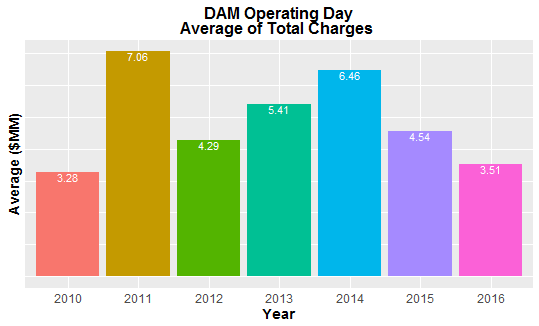 DAM Operating Day
Average of Total Charges
Average ($MM)
3.28
7.06
4.29
5.41
6.46
4.54
3.51
2010 2011 2012 2013 2014 2015 2016
Year